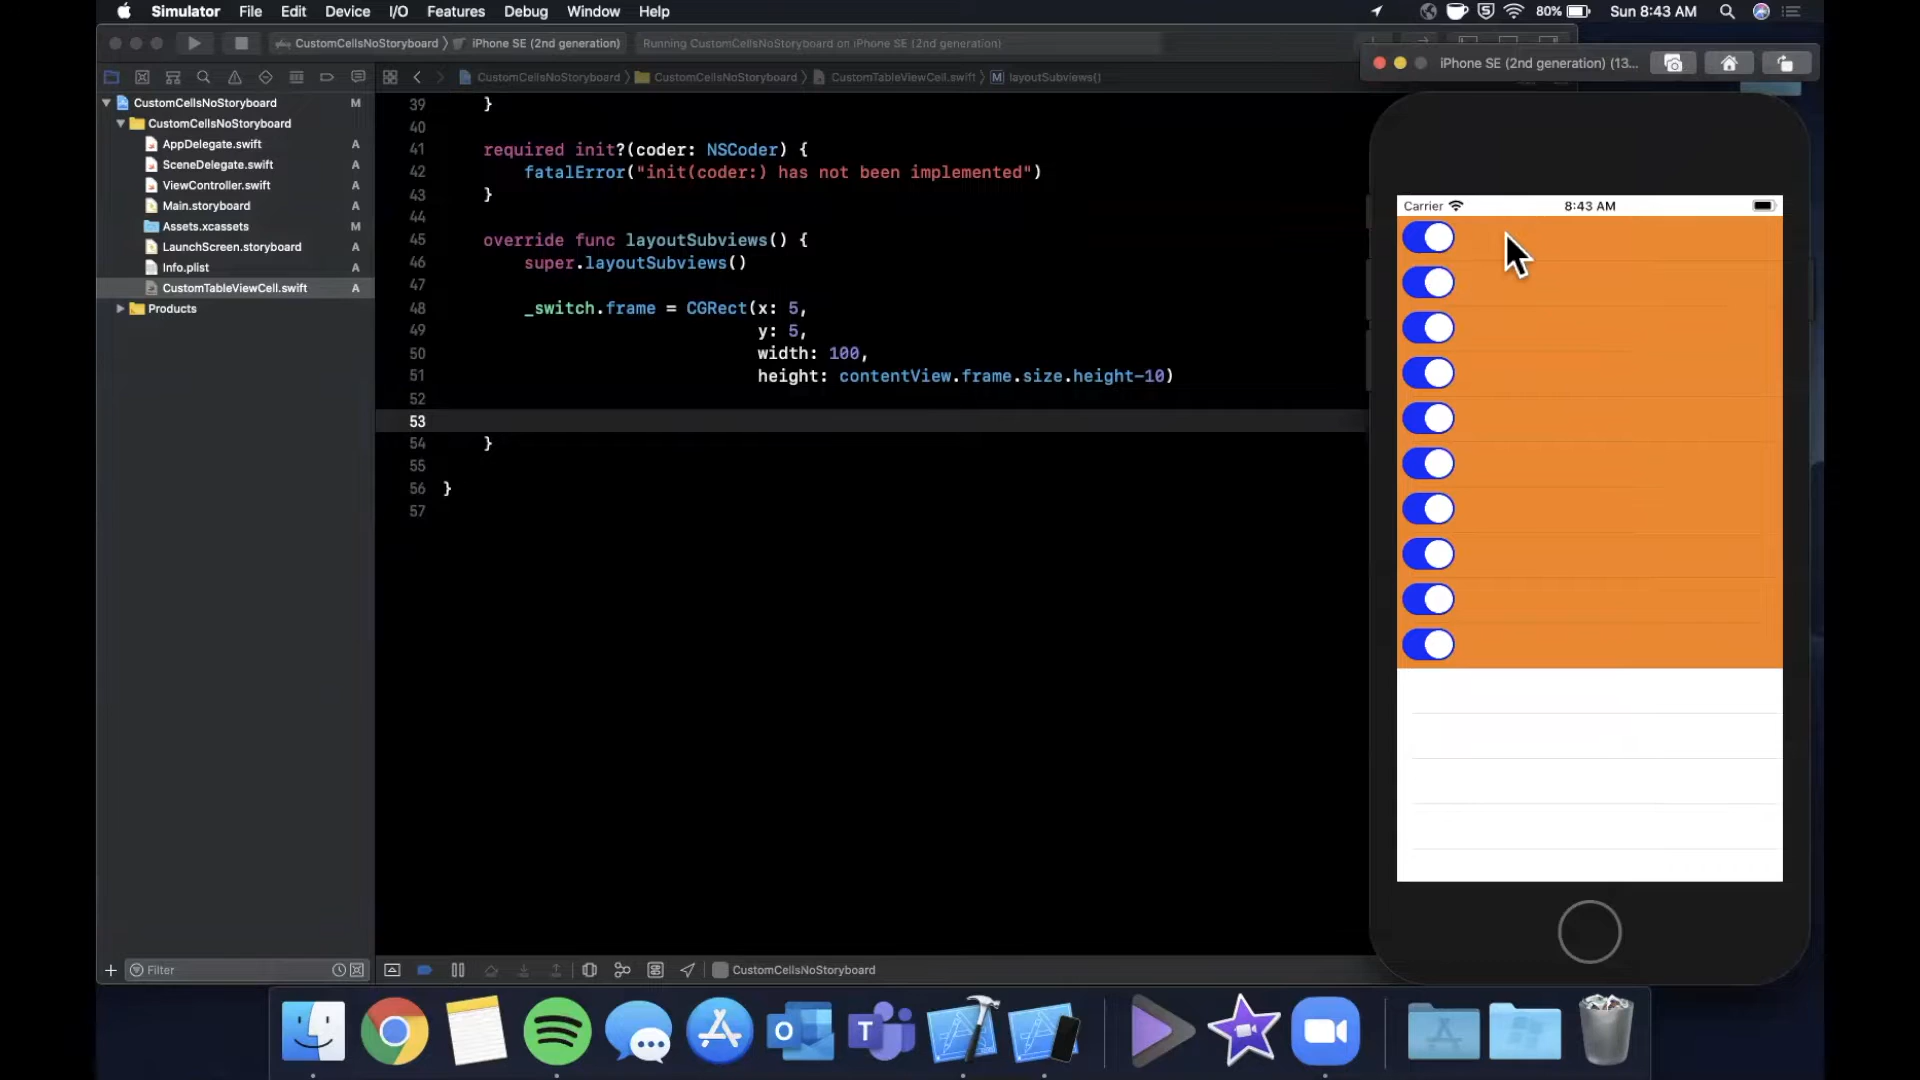 Simulator File Edit Device I/O Features Debug Window Help 80% Sun 8:43 AM
CustomCellsNoStoryboard 〉 iPhone SE (2nd generation) Running CustomCellsNoStoryboard on iPhone SE (2nd generation)
iPhone SE (2nd generation) (13...
CustomCellsNoStoryboard 〉 CustomCellsNoStoryboard 〉 CustomTableViewCell.swift 〉 M layoutSubviews()
CustomCellsNoStoryboard M
CustomCellsNoStoryboard
AppDelegate.swift A
SceneDelegate.swift A
ViewController.swift A
Main.storyboard A
Assets.xcassets M
LaunchScreen.storyboard A
Info.plist A
CustomTableViewCell.swift A
Products
39 }
40
41 required init?(coder: NSCoder) {
42 fatalError("init(coder:) has not been implemented")
43 }
44
45 override func layoutSubviews() {
46 super.layoutSubviews()
47
48 _switch.frame = CGRect(x: 5,
49 y: 5,
50 width: 100,
51 height: contentView.frame.size.height-10)
52
53
54 }
55
56 }
57
Carrier 8:43 AM
Filter
CustomCellsNoStoryboard